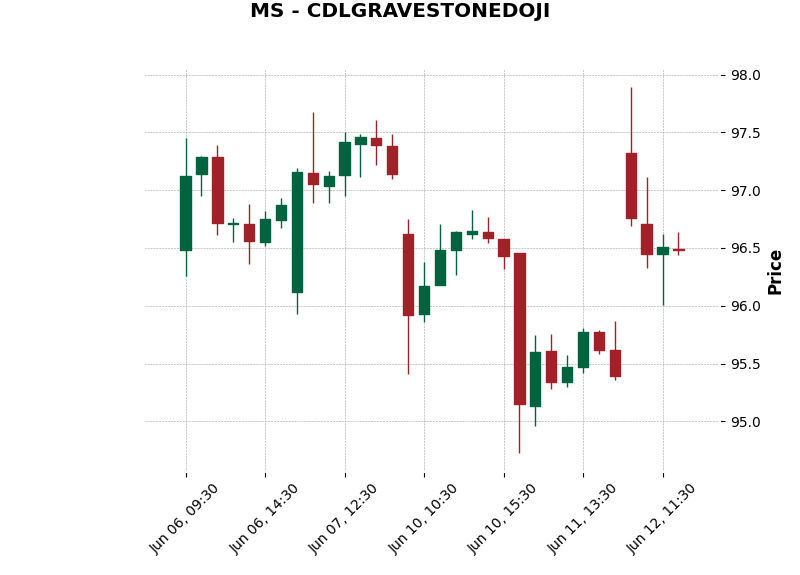 MS - CDLGRAVESTONEDOJI
98.0
97.5
97.0
96.5
96.0
95.5
95.0
Price
Jun 06, 09:30
Jun 06, 14:30
Jun 07, 12:30
Jun 10, 10:30
Jun 10, 15:30
Jun 11, 13:30
Jun 12, 11:30